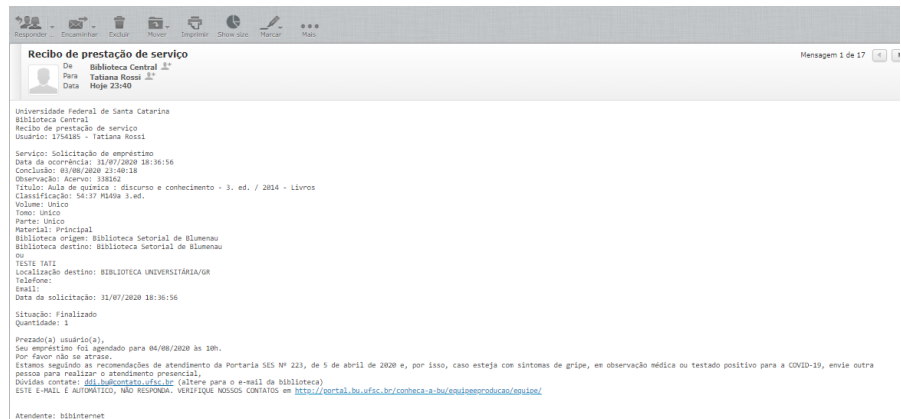 Responder ... Encaminhar Excluir Mover Imprimir Show size Marcar Mais
Recibo de prestação de serviço
Mensagem 1 de 17
De Biblioteca Central
Para Tatiana Rossi
Data Hoje 23:40
Universidade Federal de Santa Catarina
Biblioteca Central
Recibo de prestação de serviço
Usuário: 1754185 - Tatiana Rossi
Serviço: Solicitação de empréstimo
Data da ocorrência: 31/07/2020 18:36:56
Conclusão: 03/08/2020 23:40:18
Observação: Acervo: 338162
Título: Aula de química : discurso e conhecimento - 3. ed. / 2014 - Livros
Classificação: 54:37 M149a 3.ed.
Volume: Unico
Tomo: Unico
Parte: Unico
Material: Principal
Biblioteca origem: Biblioteca Setorial de Blumenau
Biblioteca destino: Biblioteca Setorial de Blumenau
ou
TESTE TATI
Localização destino: BIBLIOTECA UNIVERSITÁRIA/GR
Telefone:
Email:
Data da solicitação: 31/07/2020 18:36:56
Situação: Finalizado
Quantidade: 1
Prezado(a) usuário(a),
Seu empréstimo foi agendado para 04/08/2020 às 10h.
Por favor não se atrase.
Estamos seguindo as recomendações de atendimento da Portaria SES Nº 223, de 5 de abril de 2020 e, por isso, caso esteja com sintomas de gripe, em observação médica ou testado positivo para a COVID-19, envie outra
pessoa para realizar o atendimento presencial,
Dúvidas contate: ddi.bu@contato.ufsc.br (altere para o e-mail da biblioteca)
ESTE E-MAIL É AUTOMÁTICO, NÃO RESPONDA. VERIFIQUE NOSSOS CONTATOS em http://portal.bu.ufsc.br/conheca-a-bu/equipeeproducao/equipe/
Atendente: bibinternet